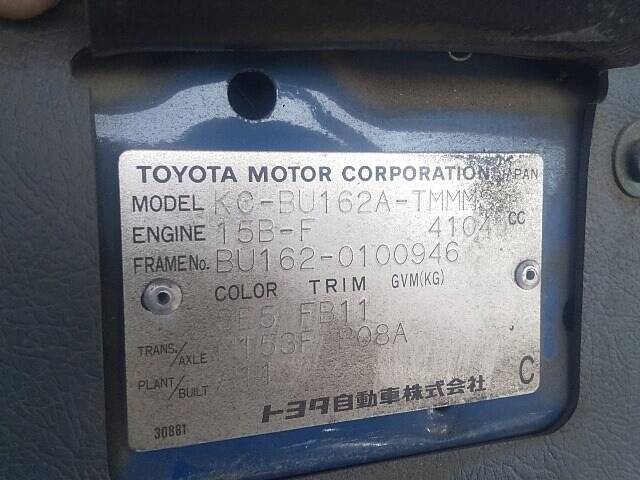 TOYOTA MOTOR CORPORATION JAPAN
MODEL KC-BU162A-TMMM
ENGINE 15B-F 4104 CC
FRAME No. BU162-0100946
COLOR TRIM GVM(KG)
FB11
TRANS./AXLE
PLANT/BUILT C
トヨタ自動車株式会社
30881